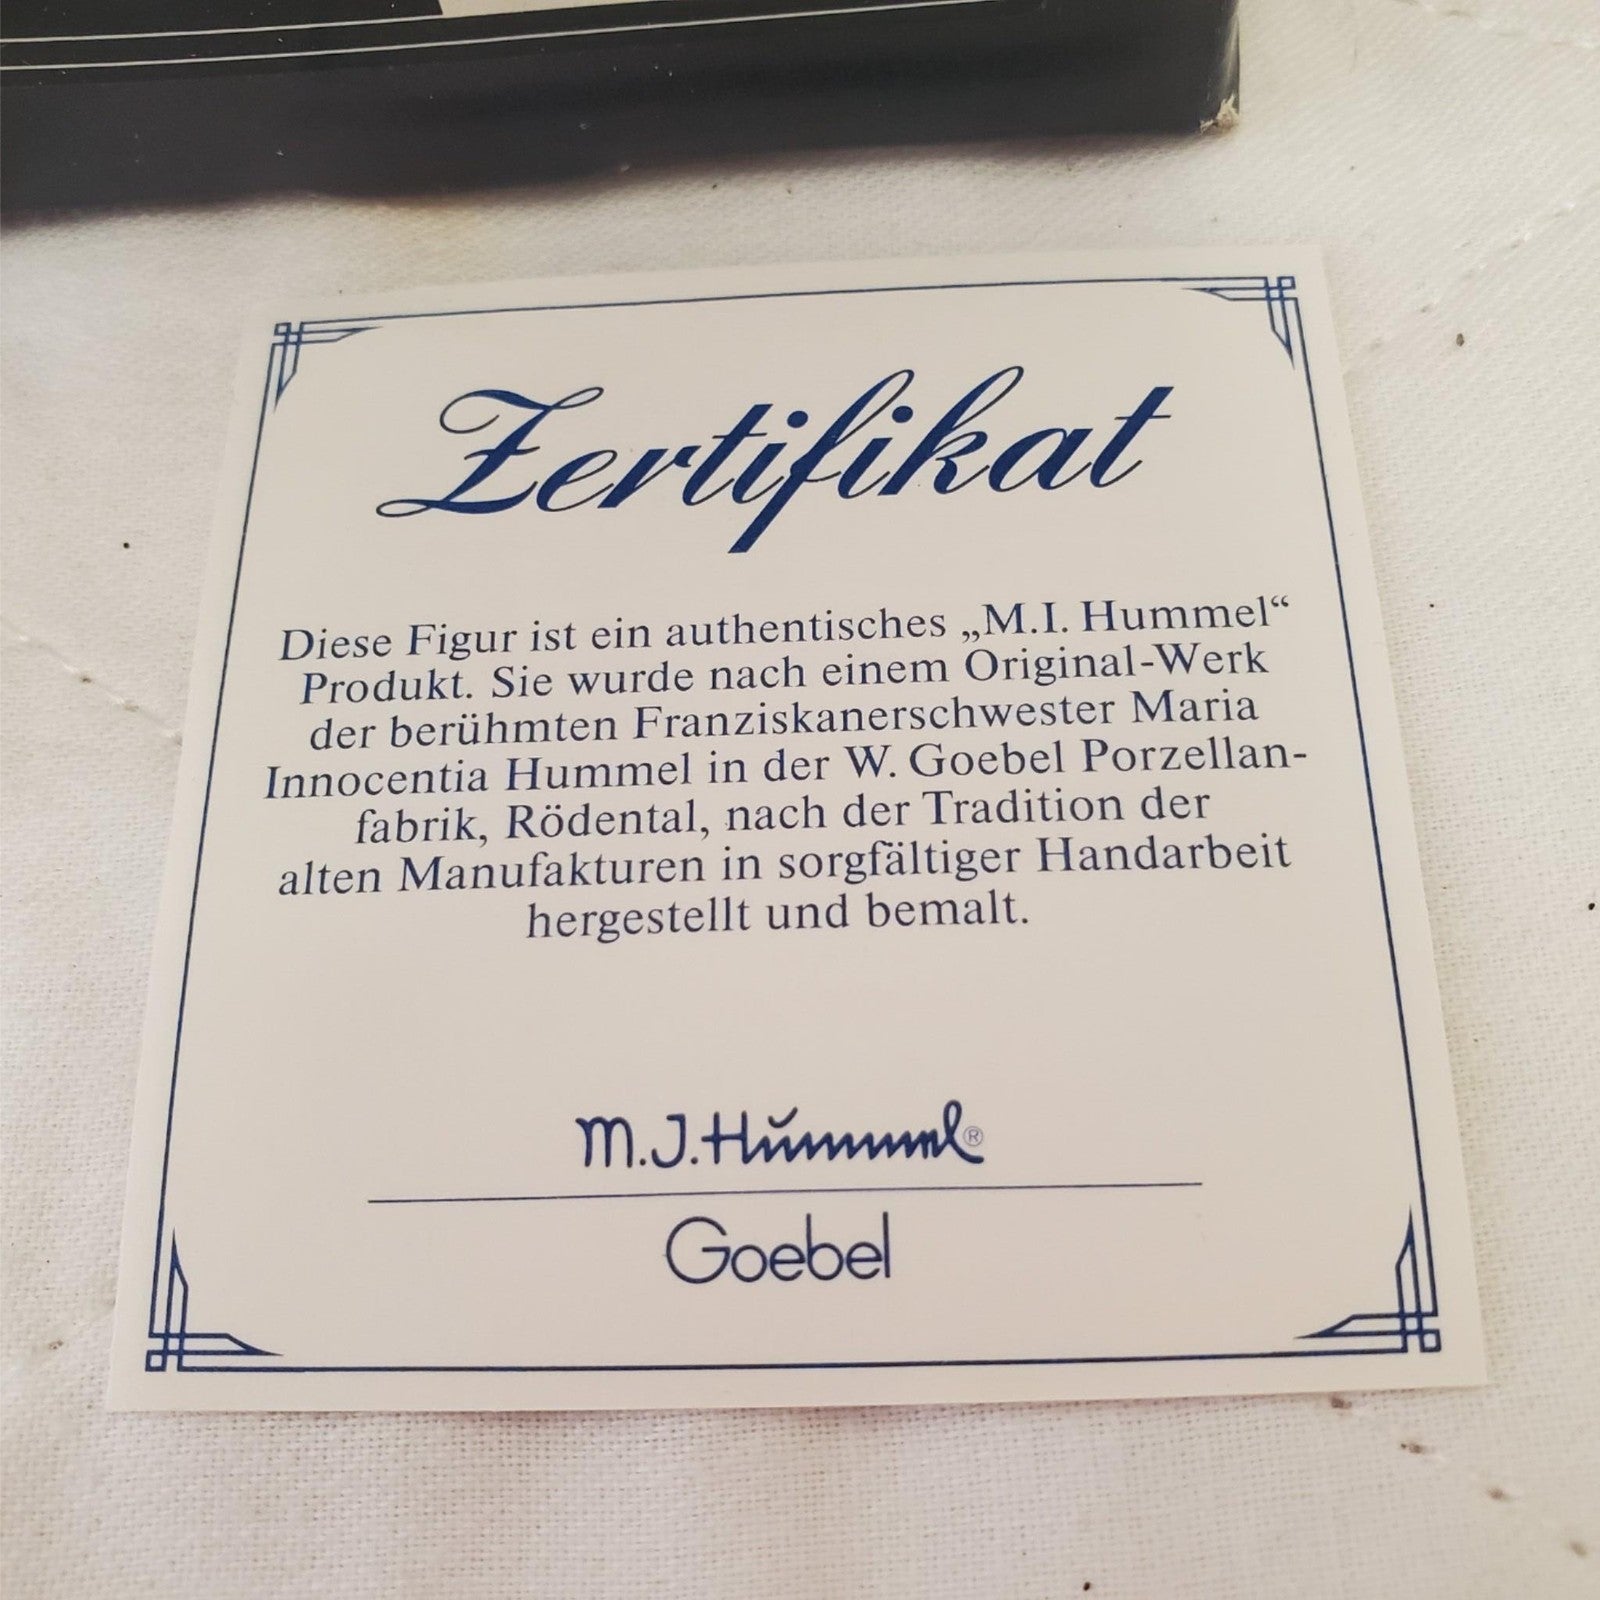 Zertifikat
Diese Figur ist ein authentisches „M.I. Hummel“
Produkt. Sie wurde nach einem Original-Werk
der berühmten Franziskanerschwester Maria
Innocentia Hummel in der W. Goebel Porzellan-
fabrik, Rödental, nach der Tradition der
alten Manufakturen in sorgfältiger Handarbeit
hergestellt und bemalt.
M.J. Hummel®
Goebel